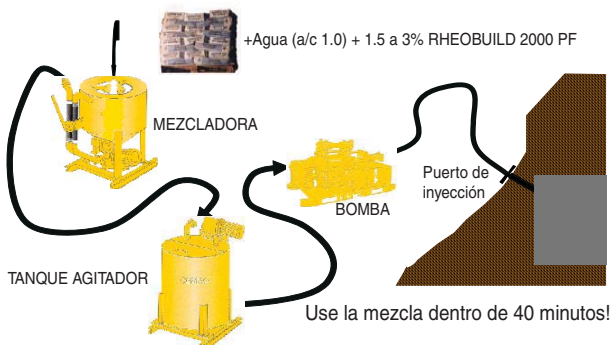 +Agua (a/c 1.0) + 1.5 a 3% RHEOBUILD 2000 PF
MEZCLADORA
Puerto de
inyección
BOMBA
TANQUE AGITADOR
Use la mezcla dentro de 40 minutos!